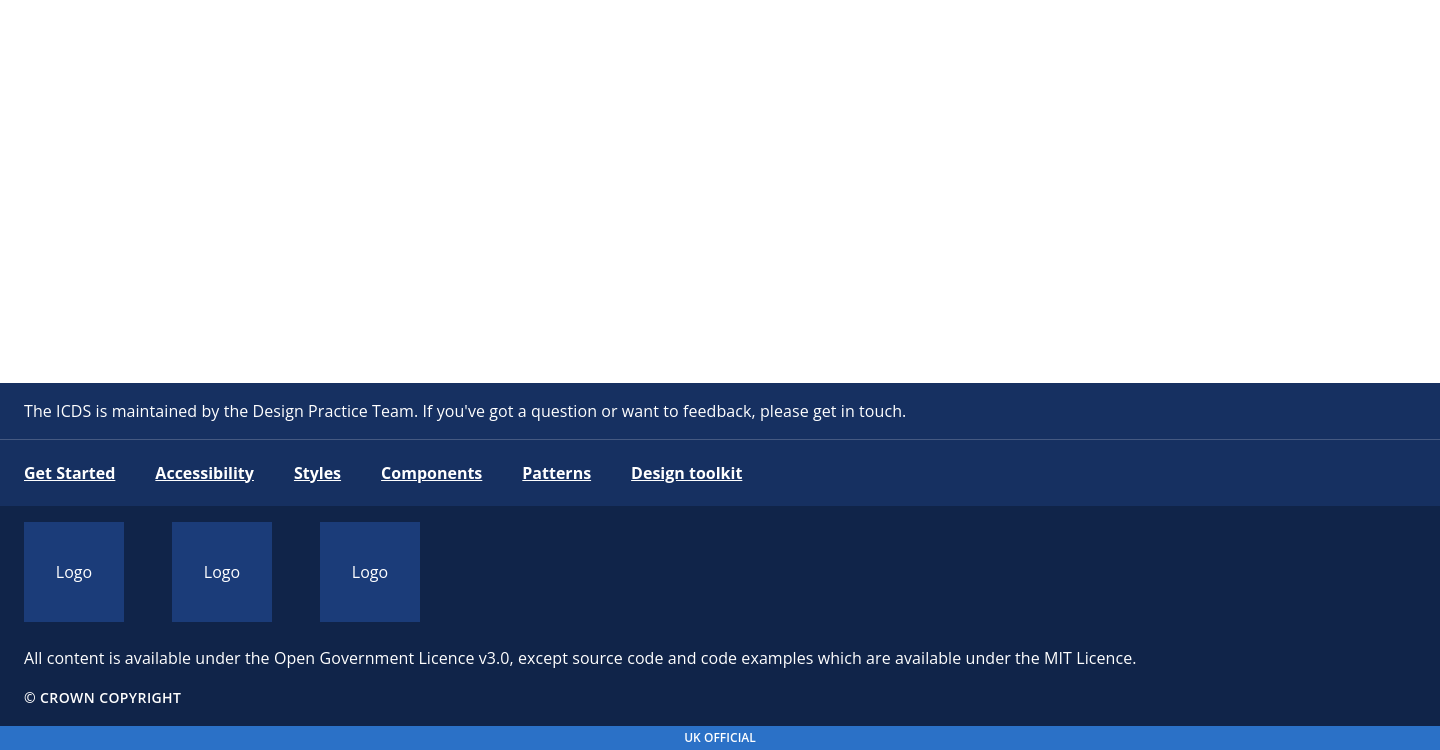 The ICDS is maintained by the Design Practice Team. If you've got a question or want to feedback, please get in touch.
Get Started Accessibility Styles Components Patterns Design toolkit
Logo Logo Logo
All content is available under the Open Government Licence v3.0, except source code and code examples which are available under the MIT Licence.
© CROWN COPYRIGHT
UK OFFICIAL